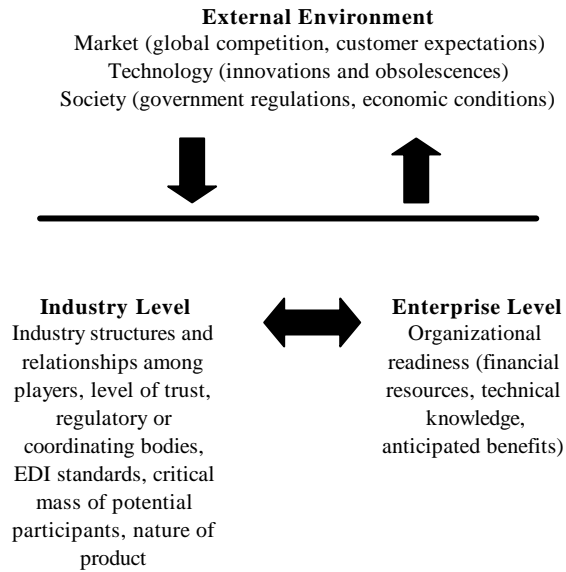 External Environment
Market (global competition, customer expectations)
Technology (innovations and obsolescences)
Society (government regulations, economic conditions)
Industry Level
Industry structures and
relationships among
players, level of trust,
regulatory or
coordinating bodies,
EDI standards, critical
mass of potential
participants, nature of
product
Enterprise Level
Organizational
readiness (financial
resources, technical
knowledge,
anticipated benefits)